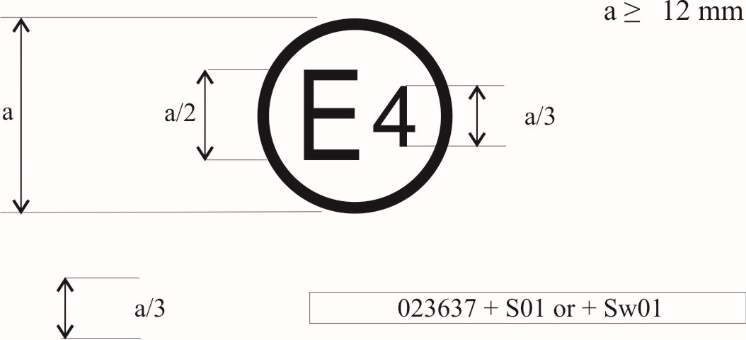 a ≥ 12 mm
a
a/2
E4
a/3
a/3
023637 + S01 or + Sw01